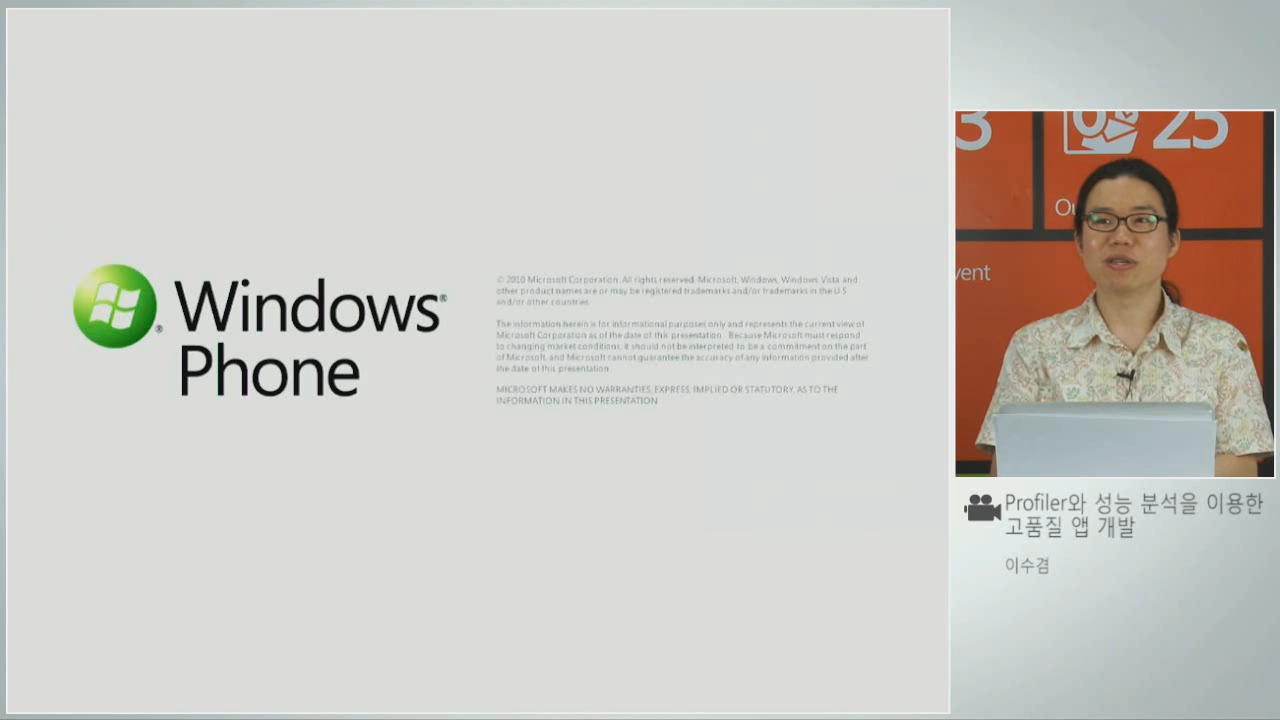 Windows®
Phone
© 2010 Microsoft Corporation. All rights reserved. Microsoft, Windows, Windows Vista and
other product names are or may be registered trademarks and/or trademarks in the U.S.
and/or other countries.
The information herein is for informational purposes only and represents the current view of
Microsoft Corporation as of the date of this presentation. Because Microsoft must respond
to changing market conditions, it should not be interpreted to be a commitment on the part
of Microsoft, and Microsoft cannot guarantee the accuracy of any information provided after
the date of this presentation.
MICROSOFT MAKES NO WARRANTIES, EXPRESS, IMPLIED OR STATUTORY, AS TO THE
INFORMATION IN THIS PRESENTATION
3
25
Ou
vent
Profiler와 성능 분석을 이용한
고품질 앱 개발
이수겸